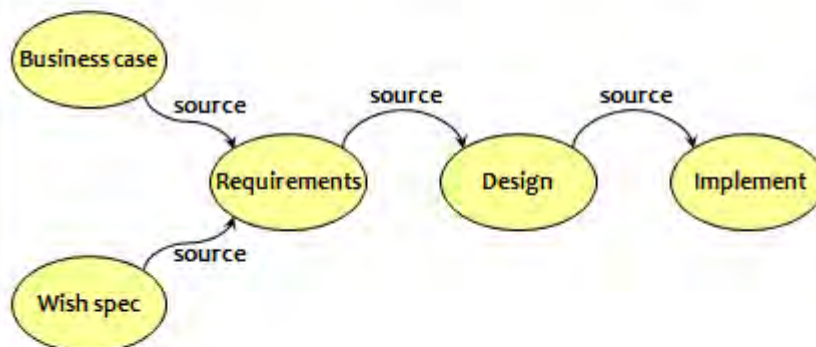 Business case
source
source
source
Requirements
Design
Implement
source
Wish spec